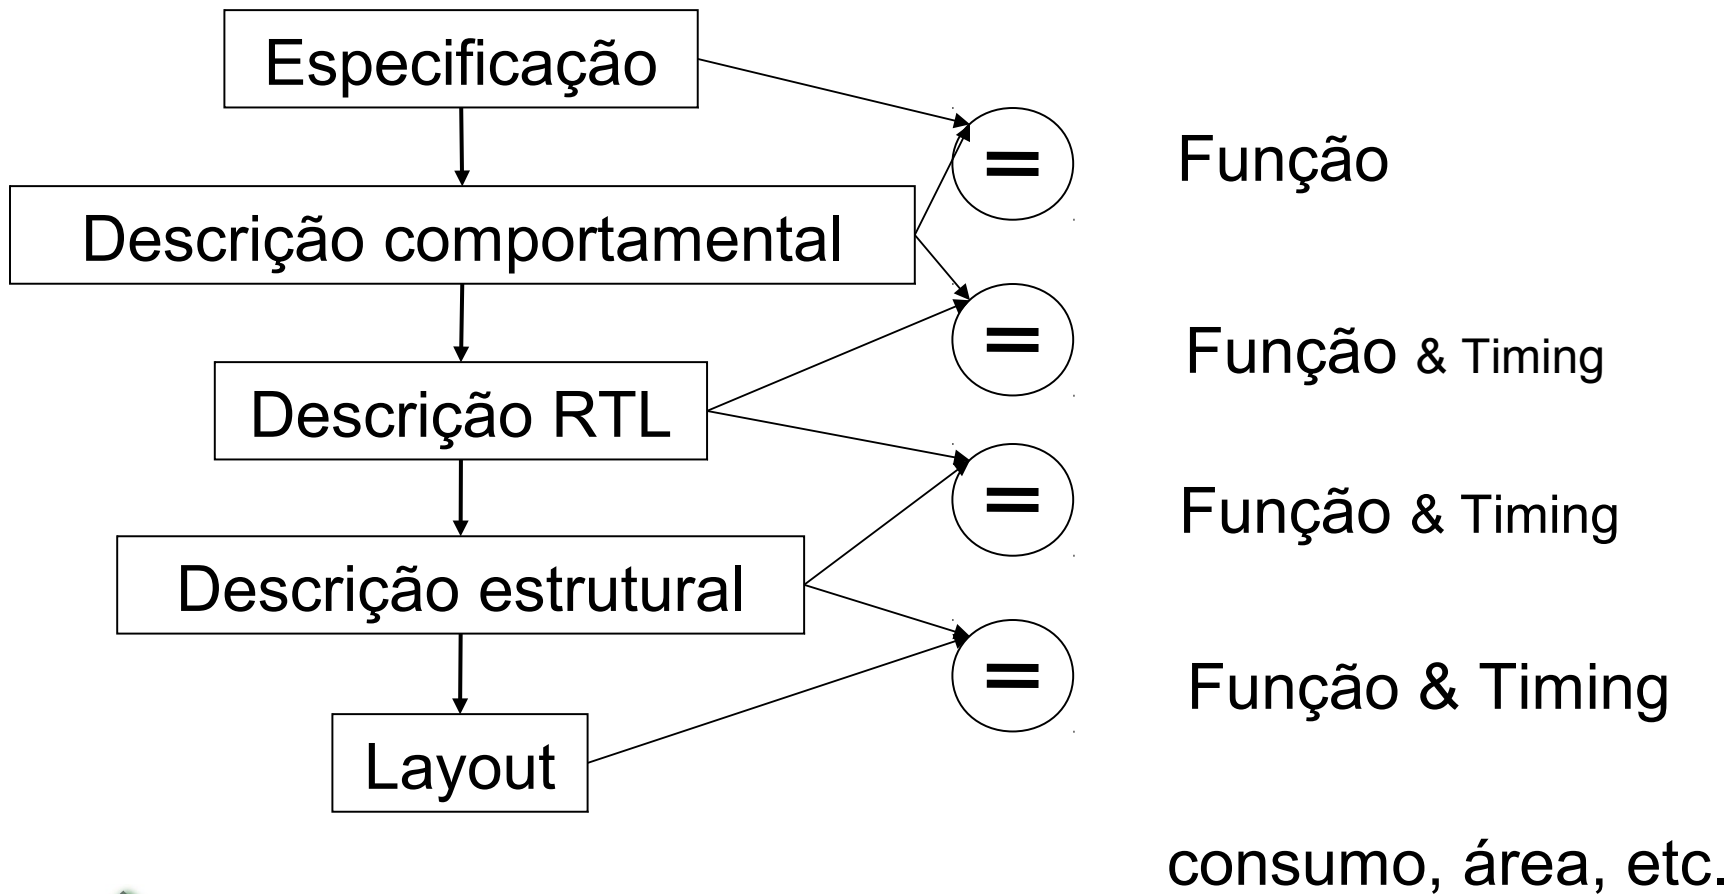 Especificação
=
Função
Descrição comportamental
=
Função & Timing
Descrição RTL
=
Função & Timing
Descrição estrutural
=
Função & Timing
Layout
consumo, área, etc.